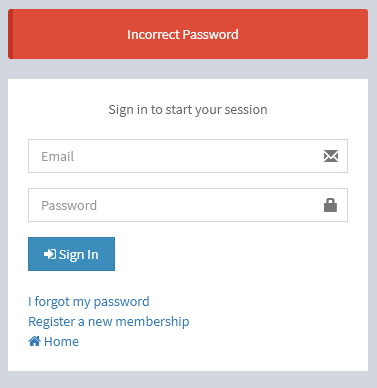 Incorrect Password
Sign in to start your session
Email
Password
Sign In
I forgot my password
Register a new membership
Home